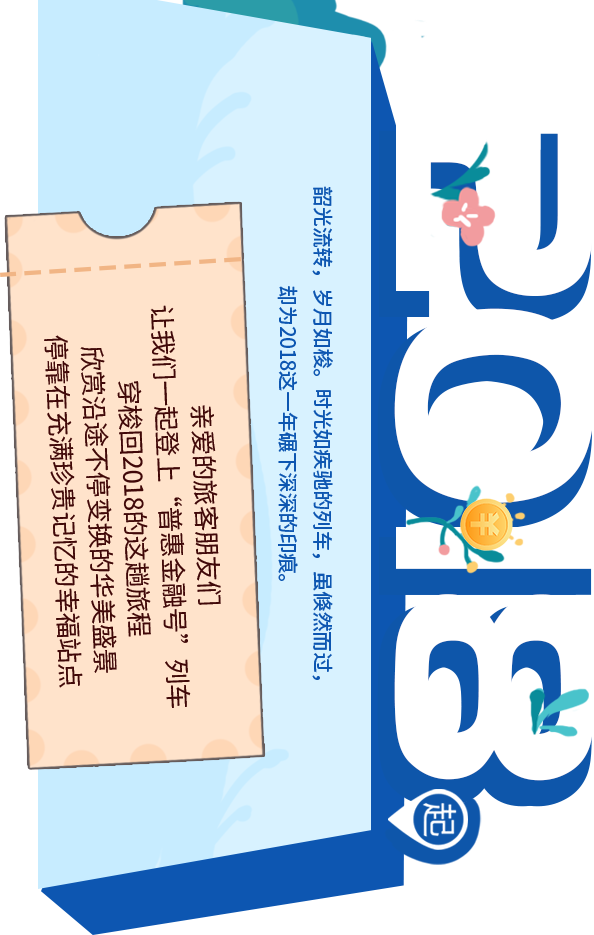 2018
起
韶光流转，岁月如梭。时光如疾驰的列车，虽倏然而过，
却为2018这一年碾下深深的印痕。
亲爱的旅客朋友们
让我们一起登上“普惠金融号”列车
穿梭回2018的这趟旅程
欣赏沿途不停变换的华美盛景
停靠在充满珍贵记忆的幸福站点